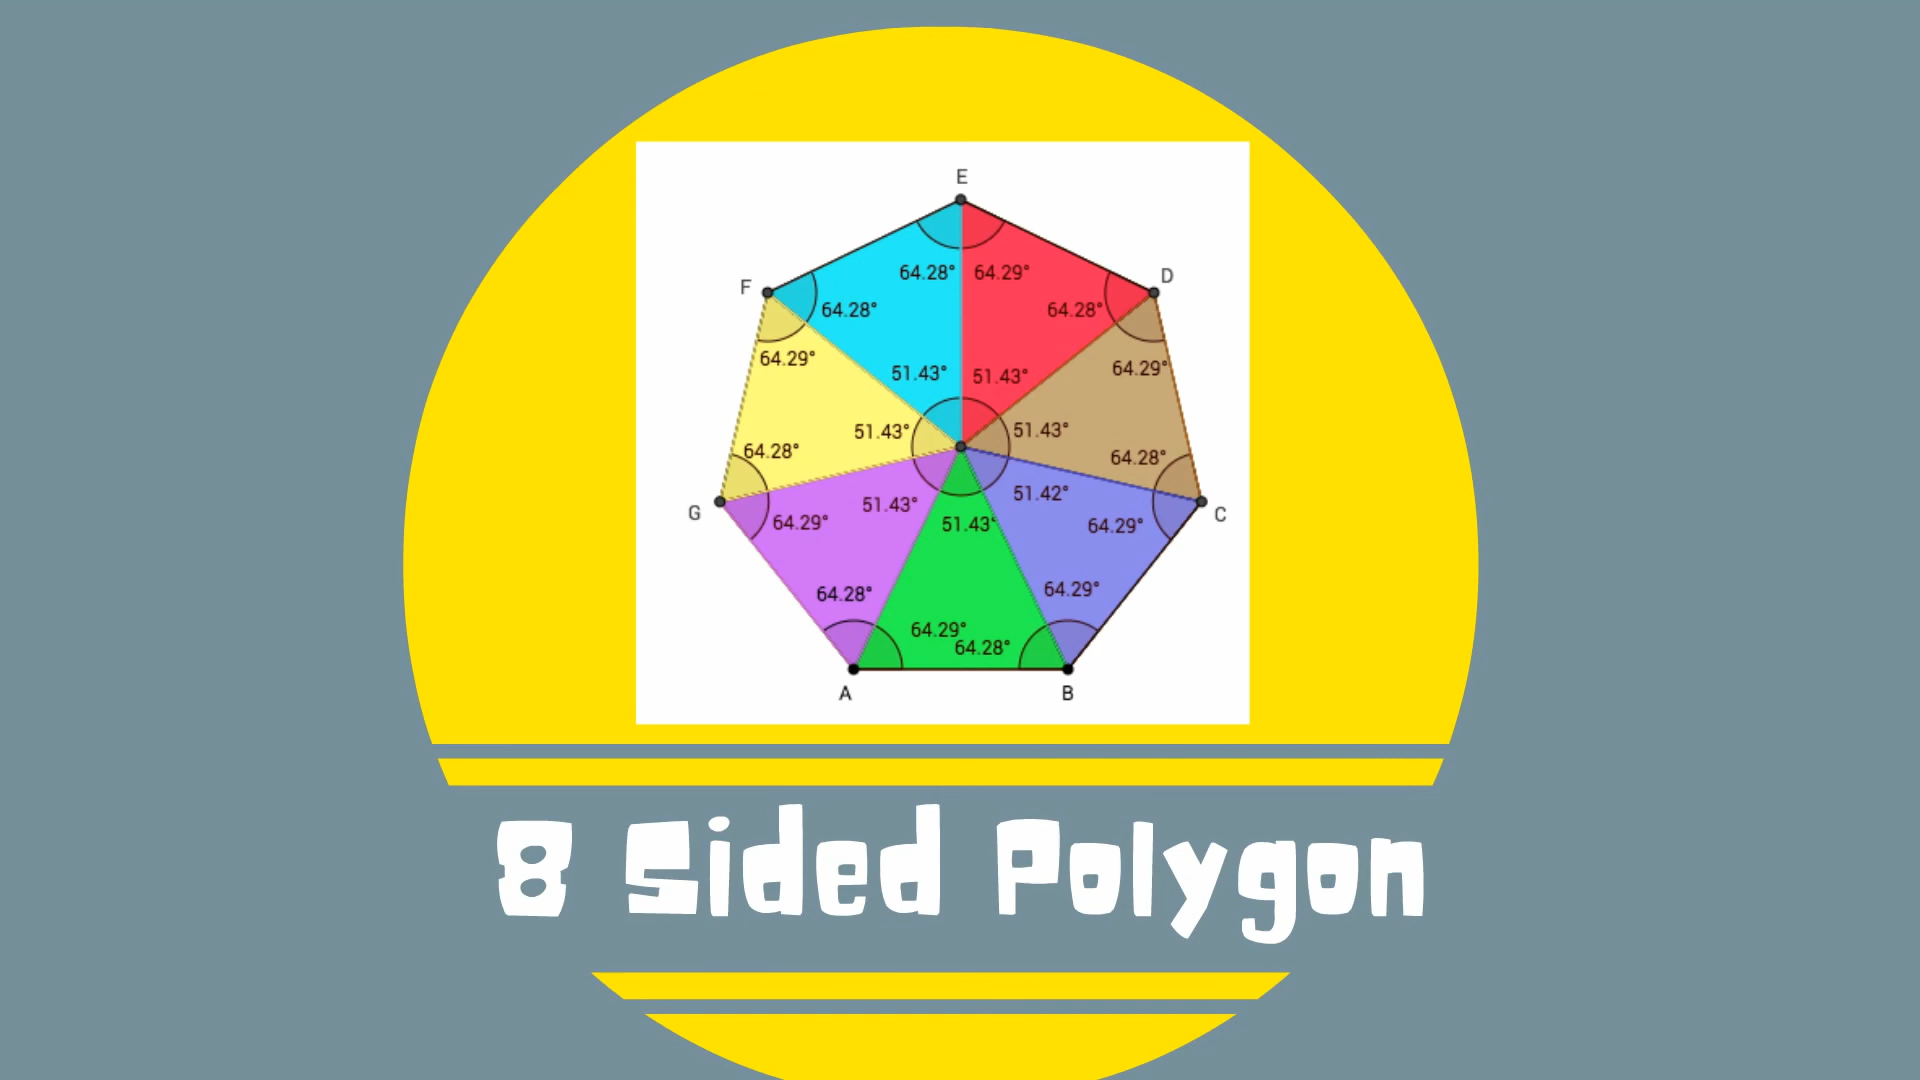 E
F
D
64.28° 64.29°
64.28° 64.28°
64.29° 64.29°
51.43° 51.43°
51.43° 51.43°
64.28° 64.28°
51.43° 51.42°
G 64.29° 64.29° C
51.43°
64.28° 64.29°
64.29°
64.28°
A B
8 Sided Polygon